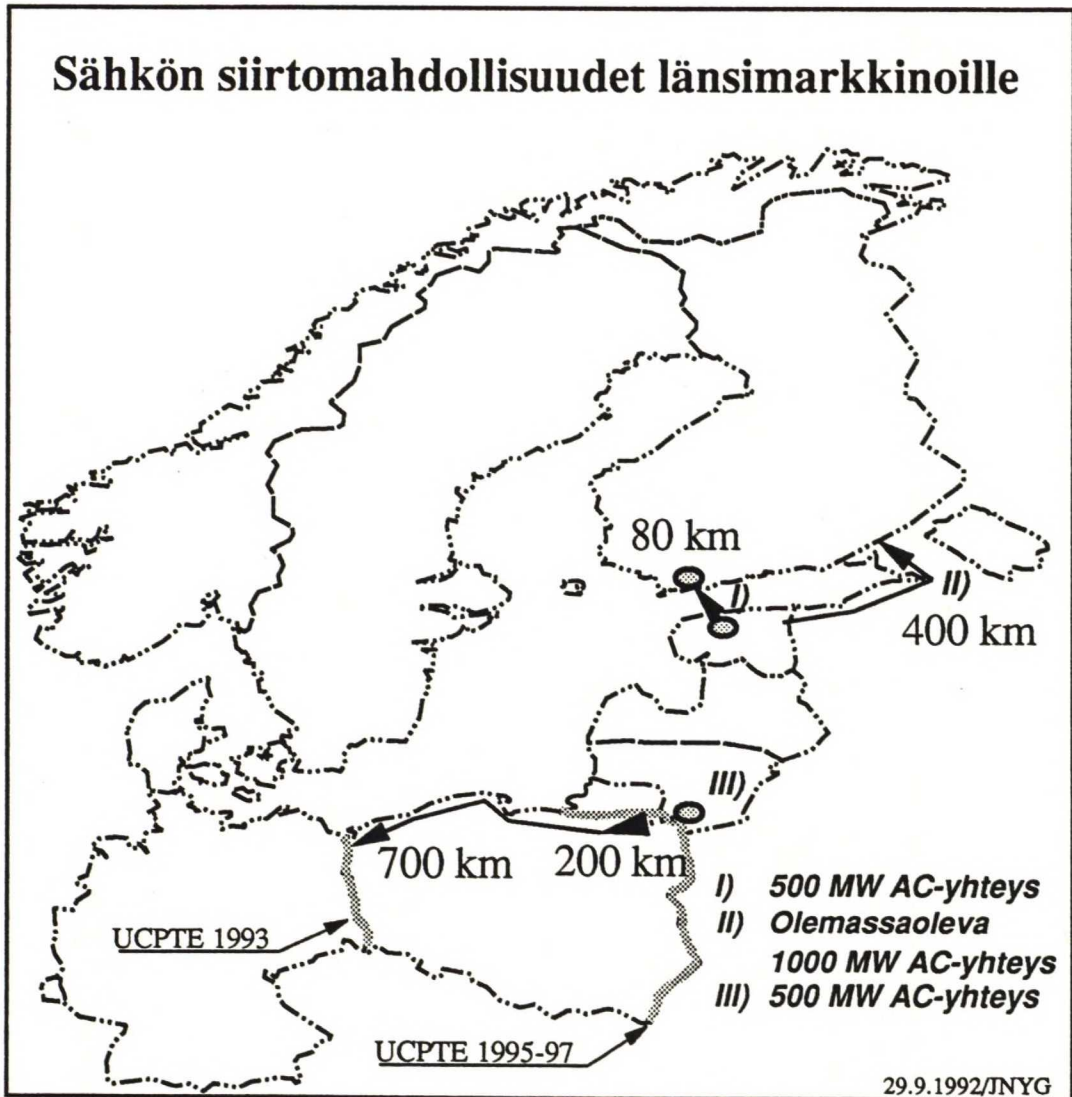 Sähkön siirtomahdollisuudet länsimarkkinoille
80 km
I)
II)
400 km
III)
700 km
200 km
UCPTE 1993
UCPTE 1995-97
I) 500 MW AC-yhteys
II) Olemassaoleva
1000 MW AC-yhteys
III) 500 MW AC-yhteys
29.9.1992/JNYG